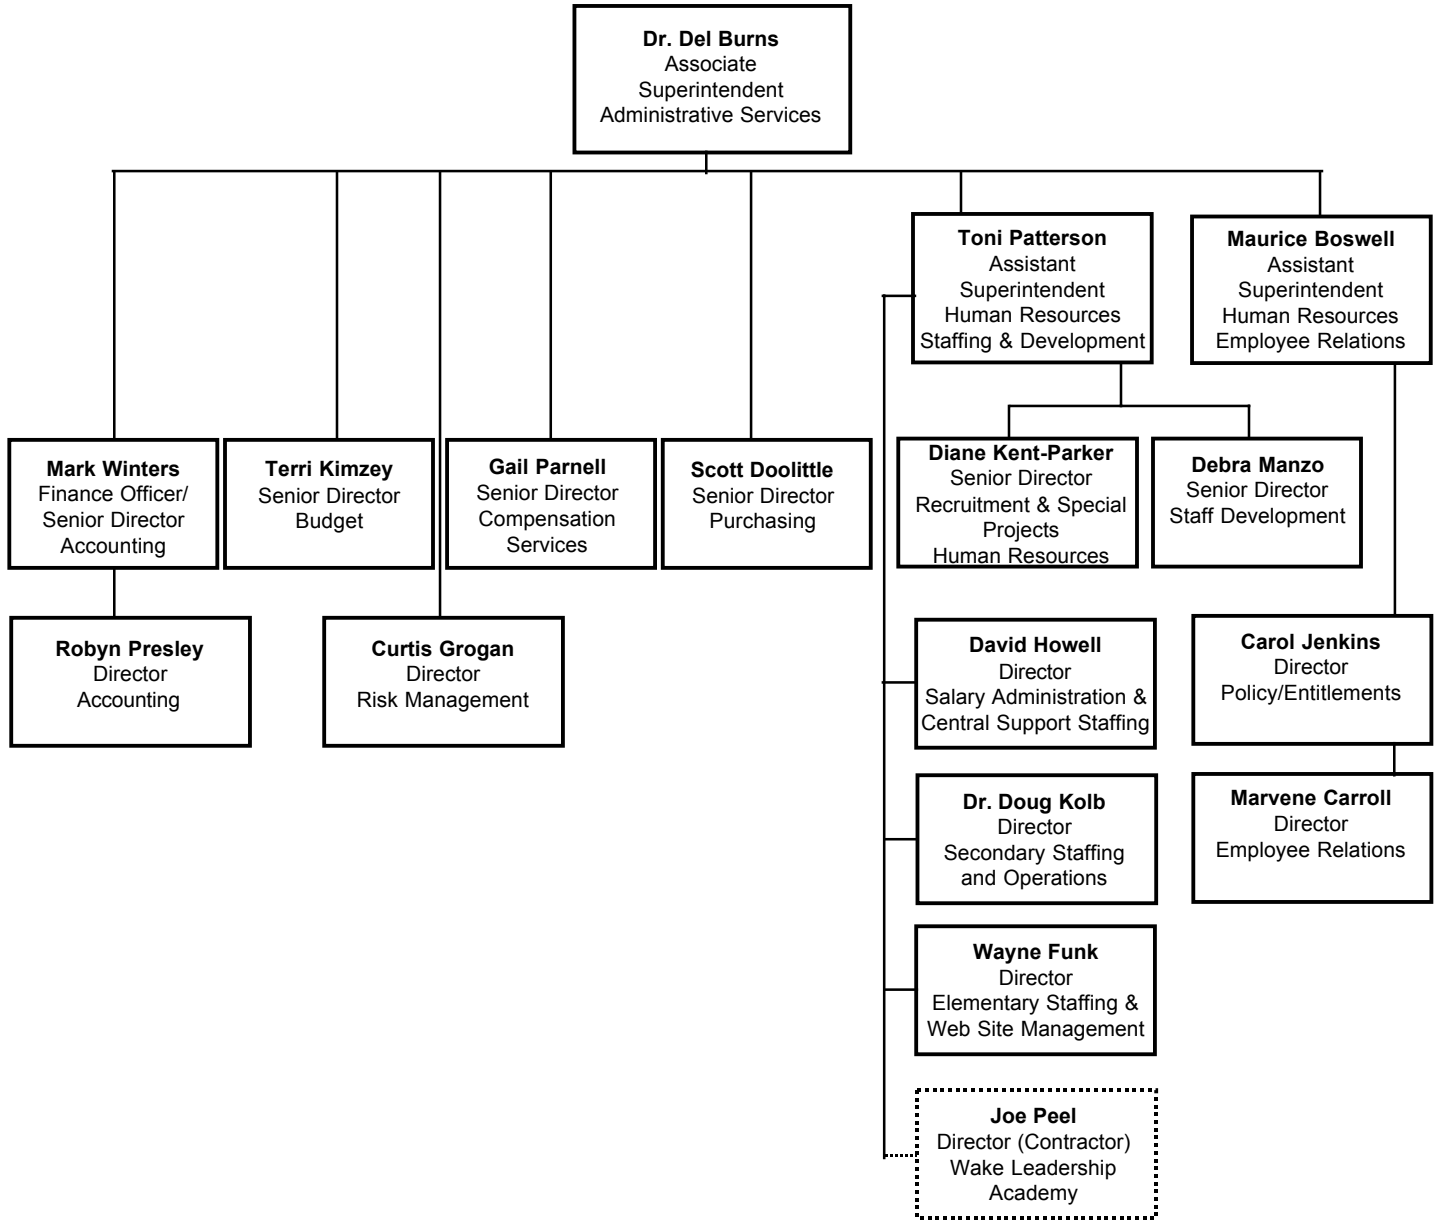 Dr. Del Burns
Associate
Superintendent
Administrative Services
Toni Patterson
Assistant
Superintendent
Human Resources
Staffing & Development
Maurice Boswell
Assistant
Superintendent
Human Resources
Employee Relations
Mark Winters
Finance Officer/
Senior Director
Accounting
Terri Kimzey
Senior Director
Budget
Gail Parnell
Senior Director
Compensation
Services
Scott Doolittle
Senior Director
Purchasing
Diane Kent-Parker
Senior Director
Recruitment & Special
Projects
Human Resources
Debra Manzo
Senior Director
Staff Development
Robyn Presley
Director
Accounting
Curtis Grogan
Director
Risk Management
David Howell
Director
Salary Administration &
Central Support Staffing
Carol Jenkins
Director
Policy/Entitlements
Dr. Doug Kolb
Director
Secondary Staffing
and Operations
Marvene Carroll
Director
Employee Relations
Wayne Funk
Director
Elementary Staffing &
Web Site Management
Joe Peel
Director (Contractor)
Wake Leadership
Academy